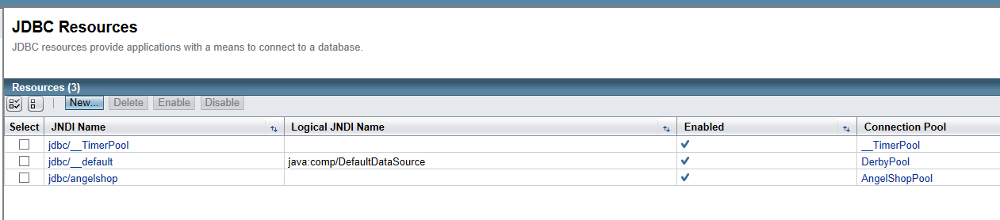 JDBC Resources
JDBC resources provide applications with a means to connect to a database.
Resources (3)
New... Delete Enable Disable
Select JNDI Name Logical JNDI Name Enabled Connection Pool
jdbc/__TimerPool __TimerPool
jdbc/__default java:comp/DefaultDataSource DerbyPool
jdbc/angelshop AngelShopPool